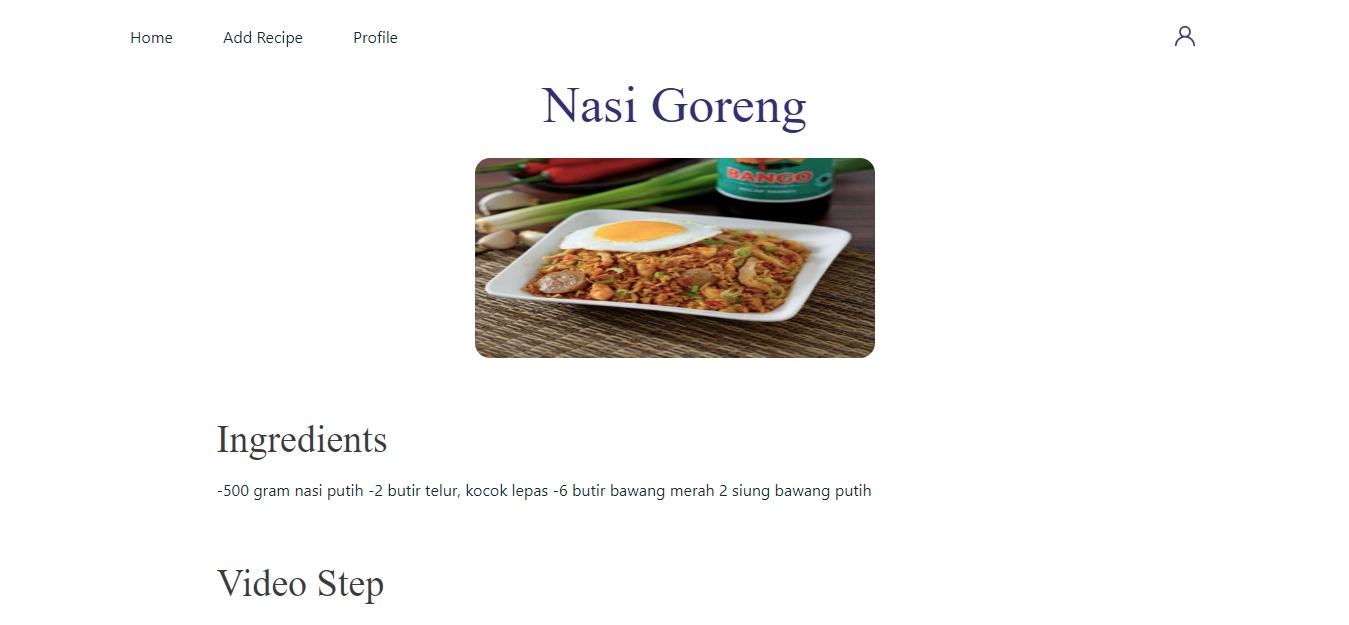 Home Add Recipe Profile
Nasi Goreng
BANGO
Ingredients
-500 gram nasi putih -2 butir telur, kocok lepas -6 butir bawang merah 2 siung bawang putih
Video Step